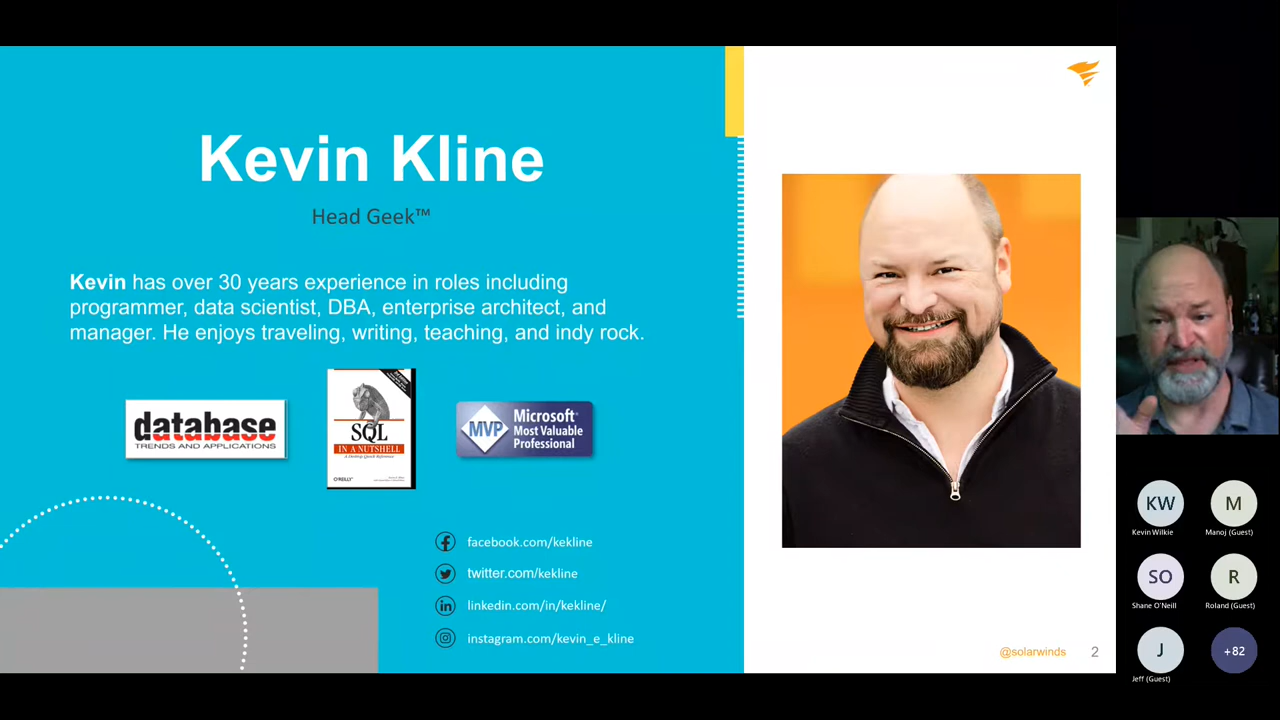 Kevin Kline
Head Geek™
Kevin has over 30 years experience in roles including
programmer, data scientist, DBA, enterprise architect, and
manager. He enjoys traveling, writing, teaching, and indy rock.
database
TRENDS AND APPLICATIONS
SQL
IN A NUTSHELL
A Desktop Quick Reference
O'REILLY
MVP
Microsoft®
Most Valuable
Professional
facebook.com/kekline
twitter.com/kekline
linkedin.com/in/kekline/
instagram.com/kevin_e_kline
@solarwinds
2
KW
Kevin Wilkie
M
Manoj (Guest)
SO
Shane O'Neill
R
Roland (Guest)
J
Jeff (Guest)
+82